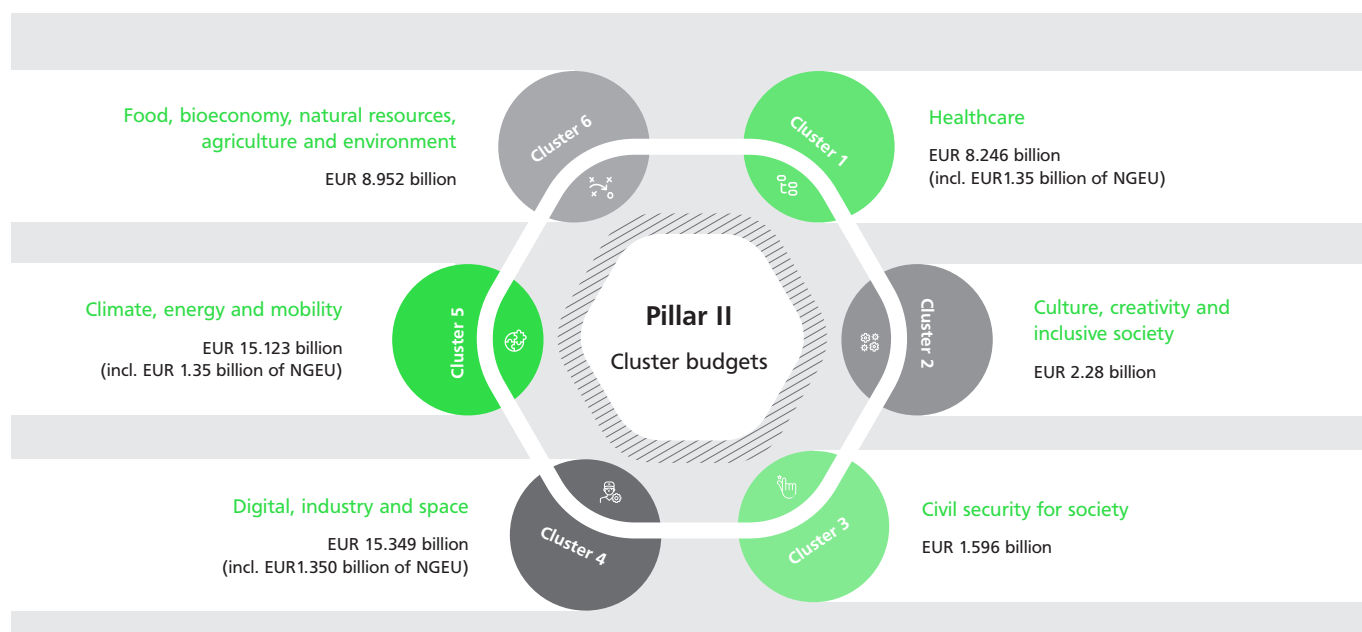 Pillar II
Cluster budgets
Cluster 1
Healthcare
EUR 8.246 billion
(incl. EUR1.35 billion of NGEU)
Cluster 2
Culture, creativity and
inclusive society
EUR 2.28 billion
Cluster 3
Civil security for society
EUR 1.596 billion
Cluster 4
Digital, industry and space
EUR 15.349 billion
(incl. EUR1.350 billion of NGEU)
Cluster 5
Climate, energy and mobility
EUR 15.123 billion
(incl. EUR 1.35 billion of NGEU)
Cluster 6
Food, bioeconomy, natural resources,
agriculture and environment
EUR 8.952 billion